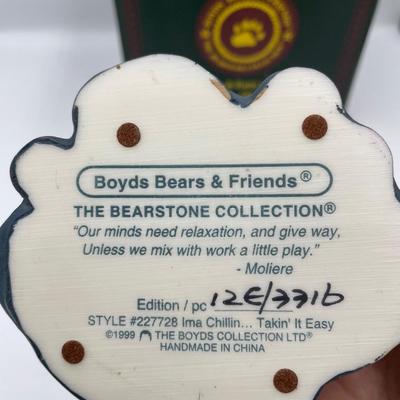 Boyds Bears & Friends®
THE BEARSTONE COLLECTION®
"Our minds need relaxation, and give way,
Unless we mix with work a little play."
- Moliere
Edition / pc 12E/3316
STYLE #227728 Ima Chillin... Takin' It Easy
©1999 THE BOYDS COLLECTION LTD®
HANDMADE IN CHINA